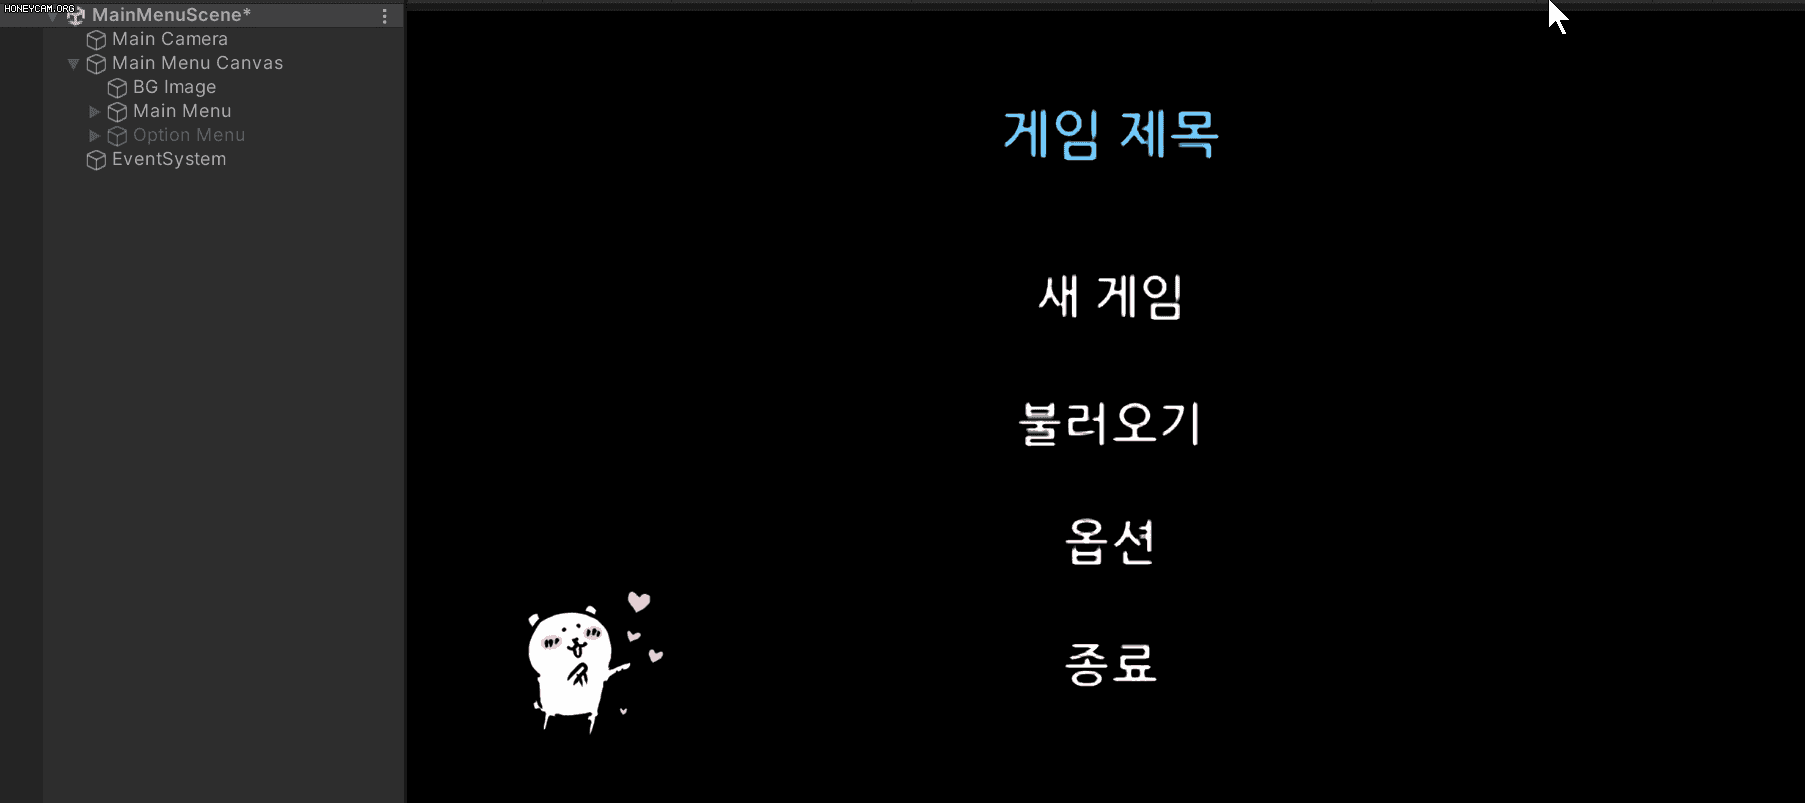 HONEYCAM.ORG
MainMenuScene*
Main Camera
Main Menu Canvas
BG Image
Main Menu
Option Menu
EventSystem
게임 제목
새 게임
불러오기
옵션
종료